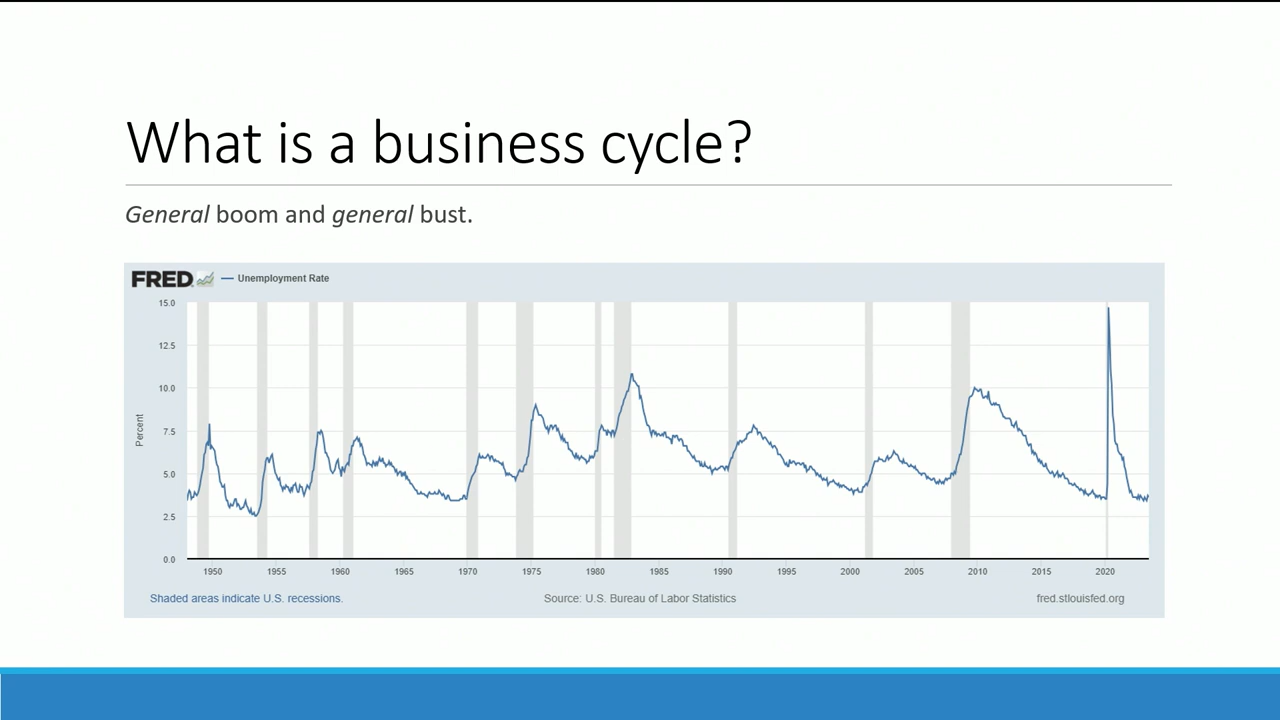 What is a business cycle?
General boom and general bust.
FRED
Unemployment Rate
15.0
12.5
10.0
7.5
5.0
2.5
0.0
Percent
1950 1955 1960 1965 1970 1975 1980 1985 1990 1995 2000 2005 2010 2015 2020
Shaded areas indicate U.S. recessions. Source: U.S. Bureau of Labor Statistics fred.stlouisfed.org